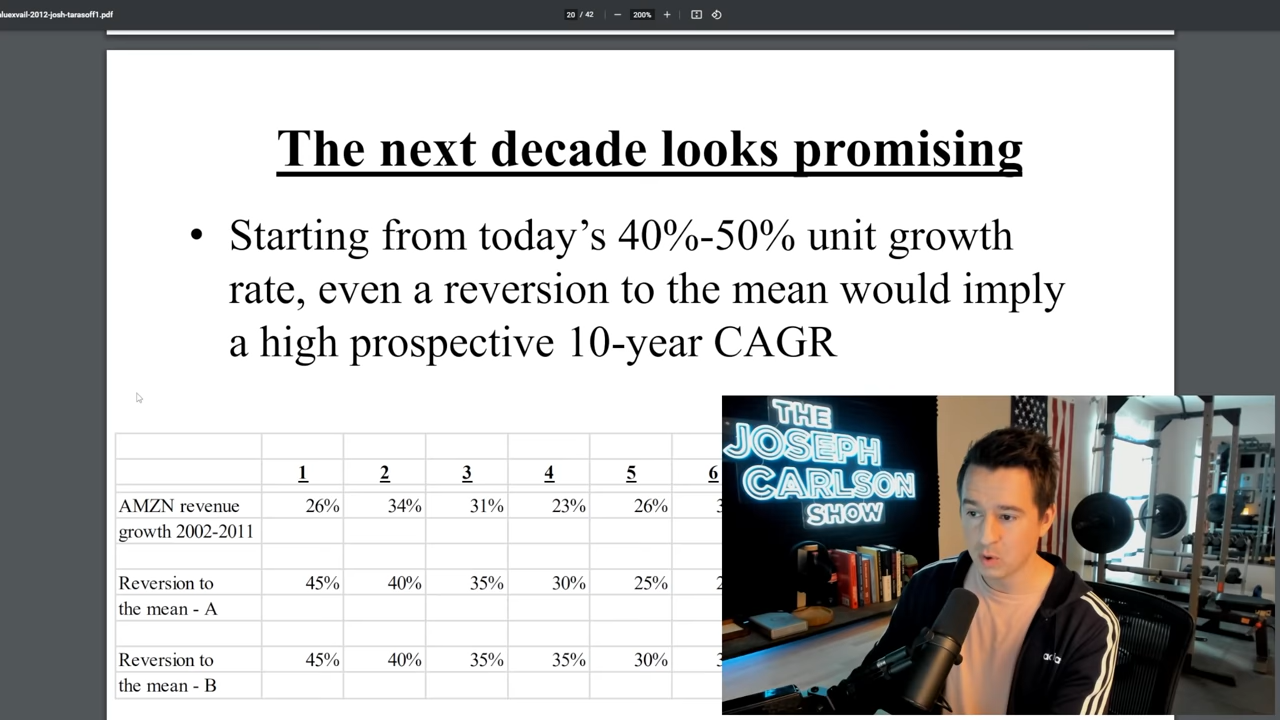 luexvail-2012-josh-tarasoff1.pdf
20 / 42
200%
The next decade looks promising
• Starting from today’s 40%-50% unit growth
rate, even a reversion to the mean would imply
a high prospective 10-year CAGR
1 2 3 4 5 6
AMZN revenue 26% 34% 31% 23% 26%
growth 2002-2011
Reversion to 45% 40% 35% 30% 25%
the mean - A
Reversion to 45% 40% 35% 35% 30%
the mean - B
THE
JOSEPH
CARLSON
SHOW